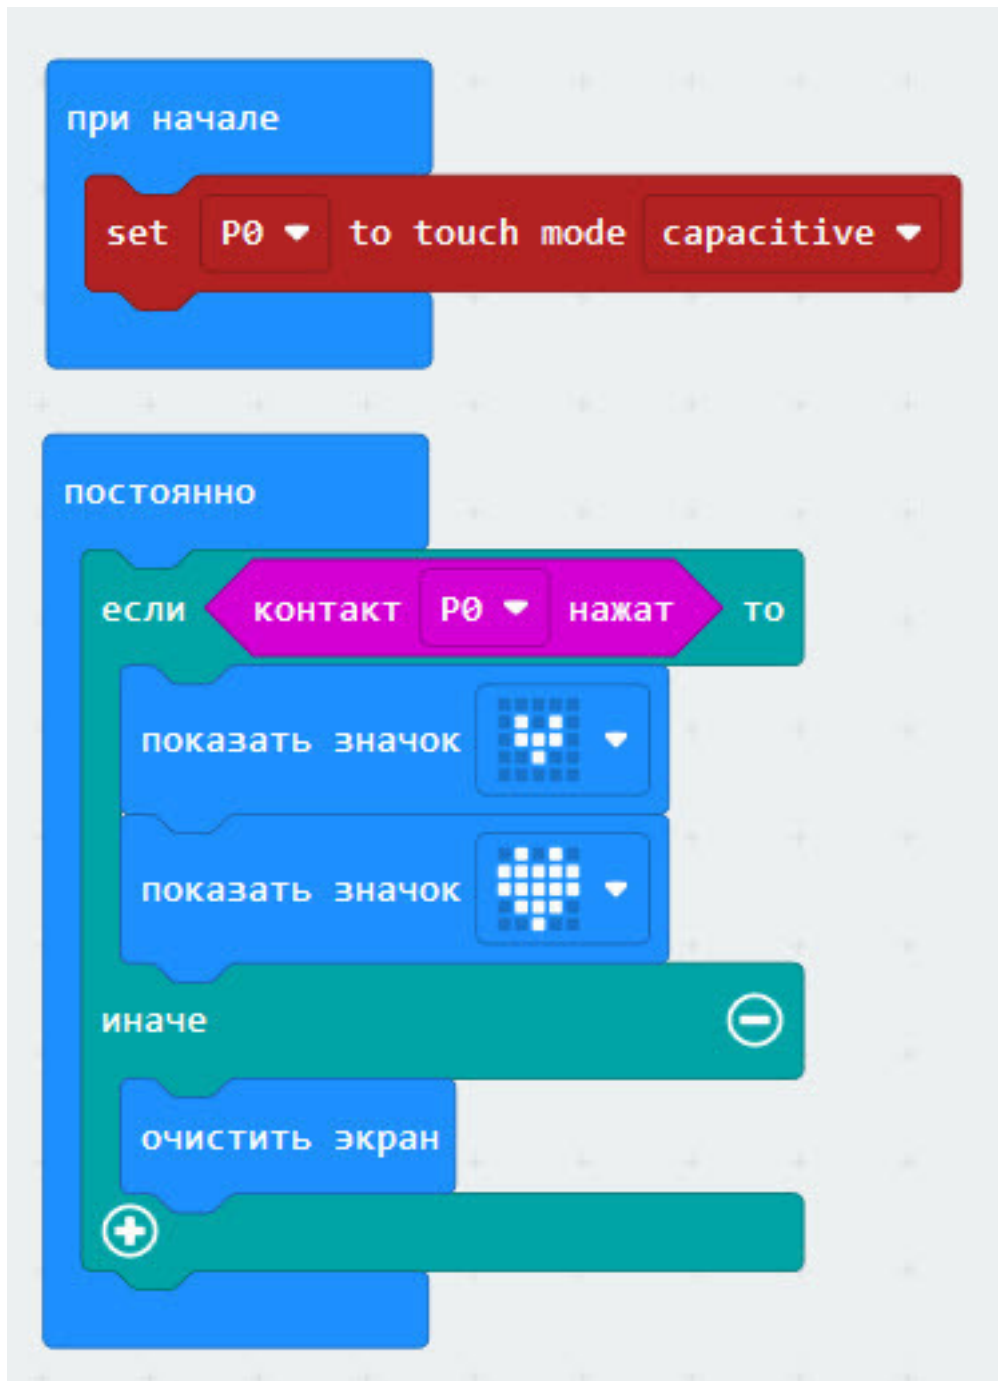 при начале
set P0 to touch mode capacitive
постоянно
если контакт P0 нажат то
показать значок
показать значок
иначе
очистить экран